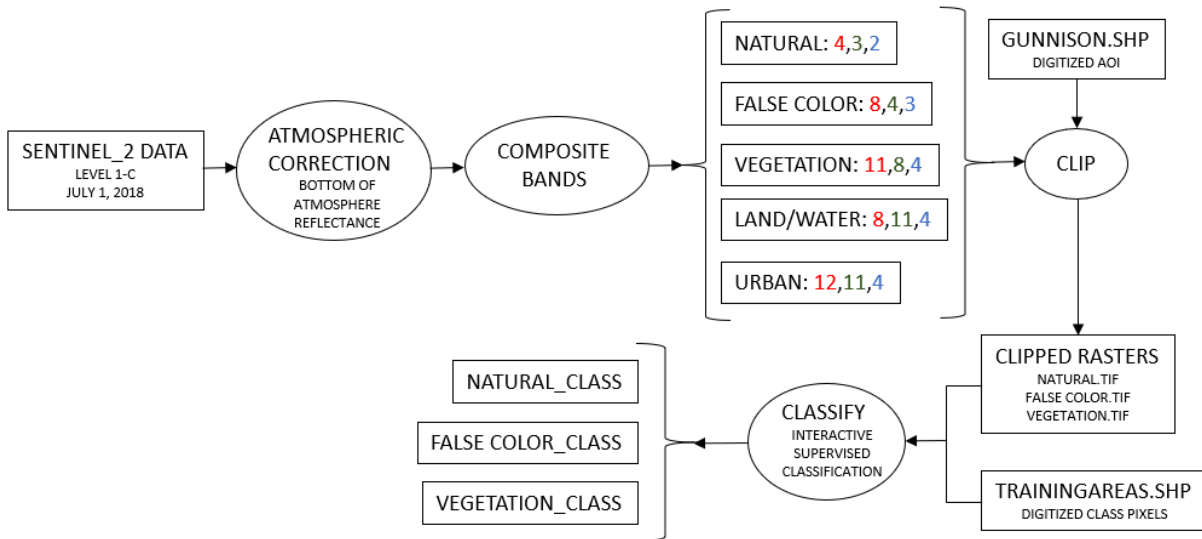 SENTINEL_2 DATA
LEVEL 1-C
JULY 1, 2018
ATMOSPHERIC
CORRECTION
BOTTOM OF
ATMOSPHERE
REFLECTANCE
COMPOSITE
BANDS
NATURAL: 4,3,2
FALSE COLOR: 8,4,3
VEGETATION: 11,8,4
LAND/WATER: 8,11,4
URBAN: 12,11,4
GUNNISON.SHP
DIGITIZED AOI
CLIP
CLIPPED RASTERS
NATURAL.TIF
FALSE COLOR.TIF
VEGETATION.TIF
TRAININGAREAS.SHP
DIGITIZED CLASS PIXELS
CLASSIFY
INTERACTIVE
SUPERVISED
CLASSIFICATION
NATURAL_CLASS
FALSE COLOR_CLASS
VEGETATION_CLASS